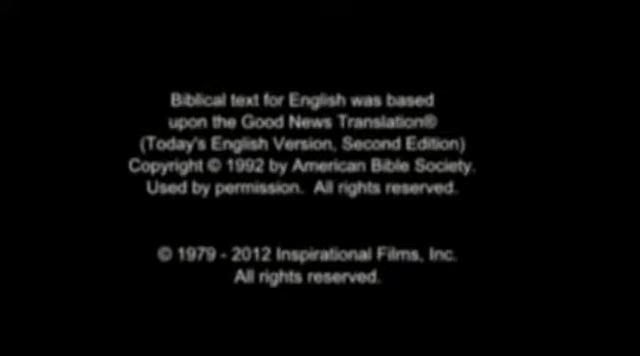 Biblical text for English was based
upon the Good News Translation®
(Today's English Version, Second Edition)
Copyright © 1992 by American Bible Society.
Used by permission.  All rights reserved.
© 1979 - 2012 Inspirational Films, Inc.
All rights reserved.